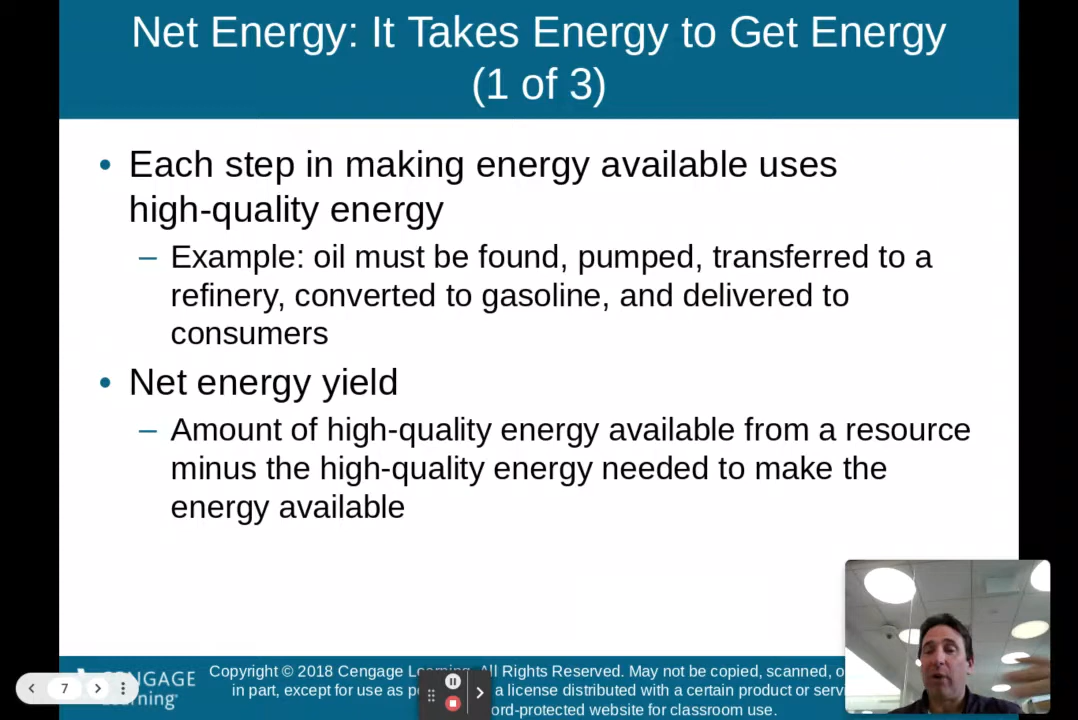 Net Energy: It Takes Energy to Get Energy
(1 of 3)
• Each step in making energy available uses
high-quality energy
– Example: oil must be found, pumped, transferred to a
refinery, converted to gasoline, and delivered to
consumers
• Net energy yield
– Amount of high-quality energy available from a resource
minus the high-quality energy needed to make the
energy available
CENGAGE
Learning
Copyright © 2018 Cengage Learning. All Rights Reserved. May not be copied, scanned, o
in part, except for use as pe a license distributed with a certain product or servi
ord-protected website for classroom use.
7